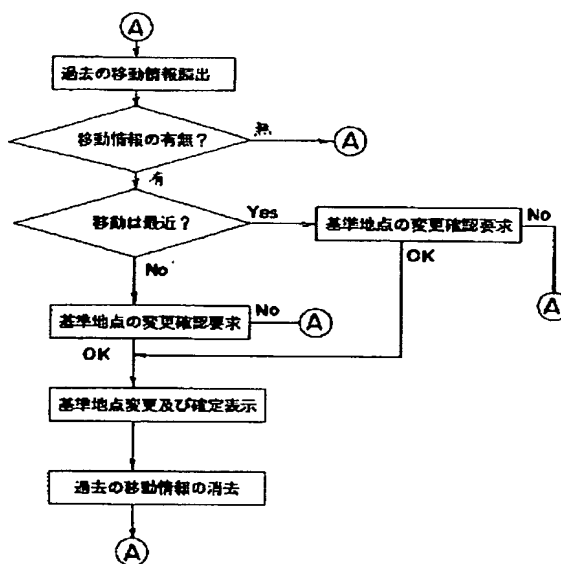 A
過去の移動情報読出
移動情報の有無?
無
A
有
移動は最近?
Yes
基準地点の変更確認要求
No
OK
A
No
基準地点の変更確認要求
No
A
OK
基準地点変更及び確定表示
過去の移動情報の消去
A